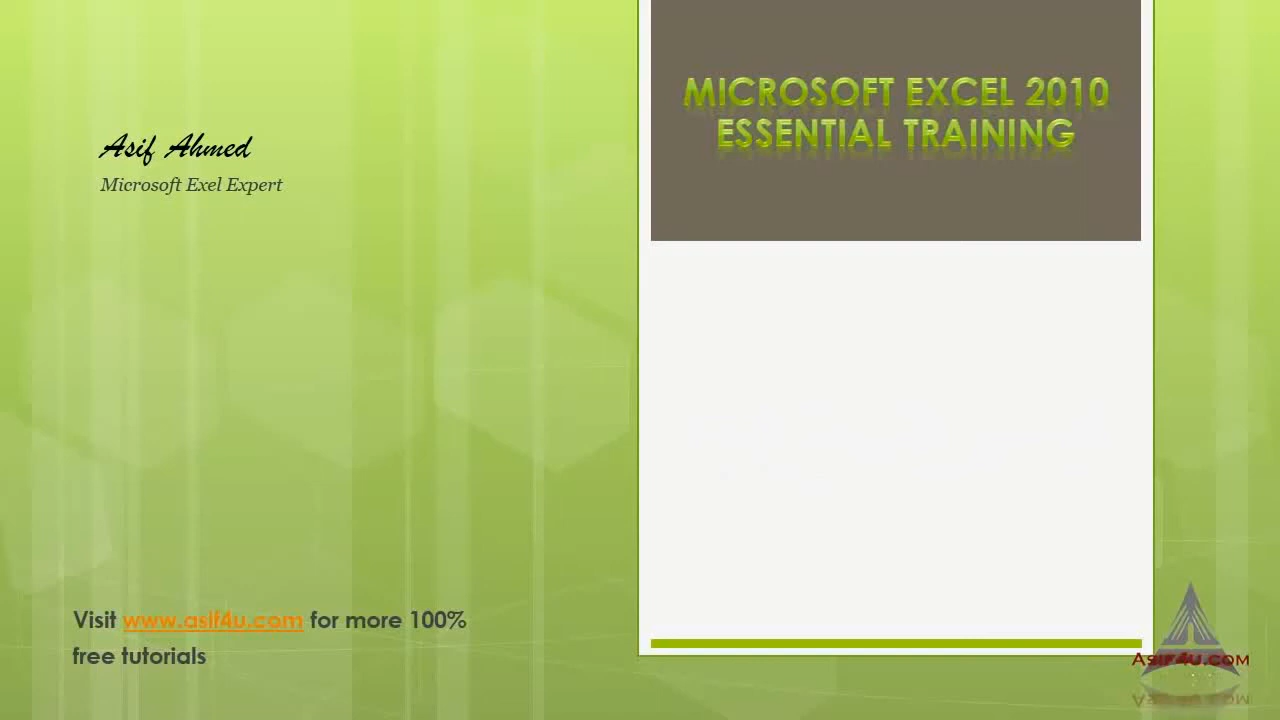 MICROSOFT EXCEL 2010
ESSENTIAL TRAINING
Asif Ahmed
Microsoft Exel Expert
Visit www.asif4u.com for more 100%
free tutorials
Asif4u.com